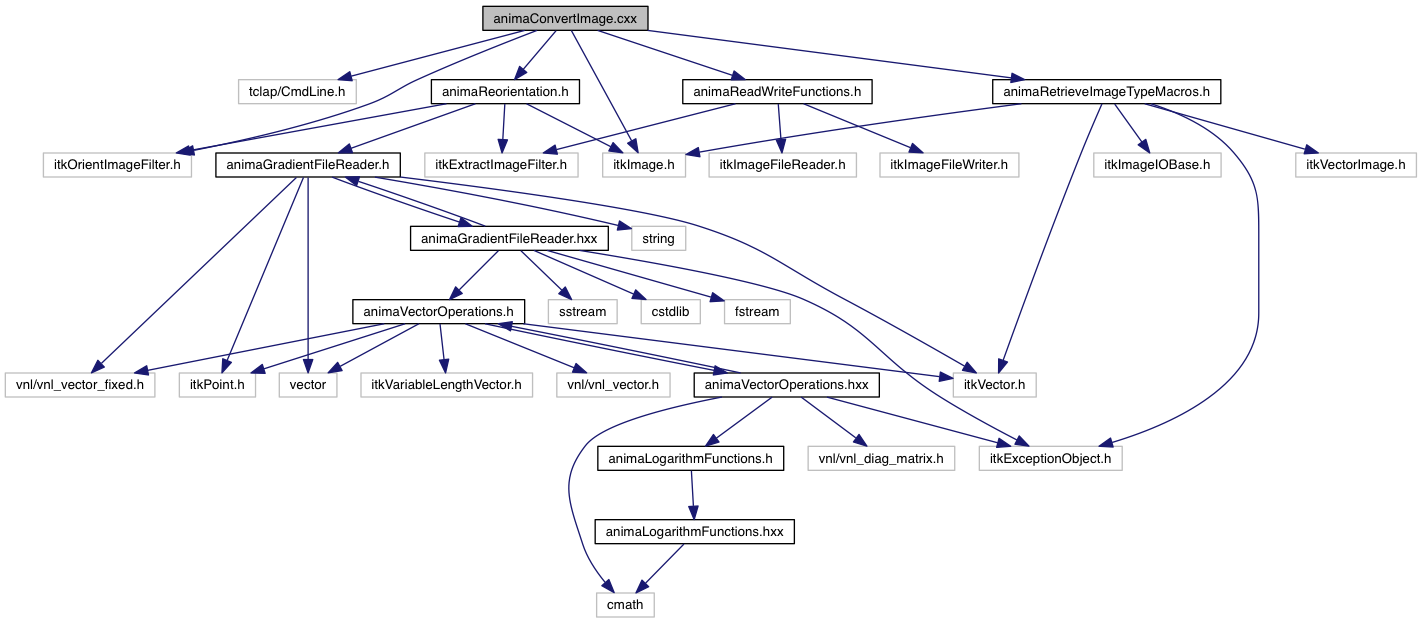 animaConvertImage.cxx
tclap/CmdLine.h
animaReorientation.h
animaReadWriteFunctions.h
animaRetrieveImageTypeMacros.h
itkOrientImageFilter.h
animaGradientFileReader.h
itkExtractImageFilter.h
itkImage.h
itkImageFileReader.h
itkImageFileWriter.h
itkImageIOBase.h
itkVectorImage.h
animaGradientFileReader.hxx
string
animaVectorOperations.h
sstream
cstdlib
fstream
vnl/vnl_vector_fixed.h
itkPoint.h
vector
itkVariableLengthVector.h
vnl/vnl_vector.h
animaVectorOperations.hxx
itkVector.h
animaLogarithmFunctions.h
vnl/vnl_diag_matrix.h
itkExceptionObject.h
animaLogarithmFunctions.hxx
cmath